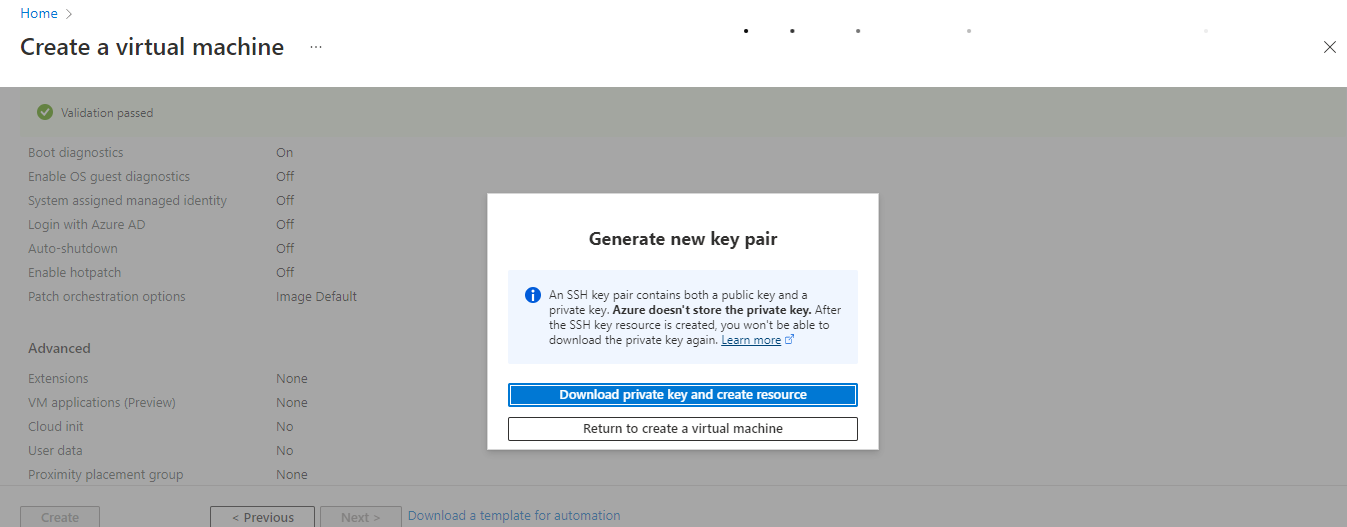 Home >
Create a virtual machine ...
Validation passed
Boot diagnostics On
Enable OS guest diagnostics Off
System assigned managed identity Off
Login with Azure AD Off
Auto-shutdown Off
Enable hotpatch Off
Patch orchestration options Image Default
Advanced
Extensions None
VM applications (Preview) None
Cloud init No
User data No
Proximity placement group None
Generate new key pair
An SSH key pair contains both a public key and a
private key. Azure doesn't store the private key. After
the SSH key resource is created, you won't be able to
download the private key again. Learn more
Download private key and create resource
Return to create a virtual machine
Create < Previous Next > Download a template for automation